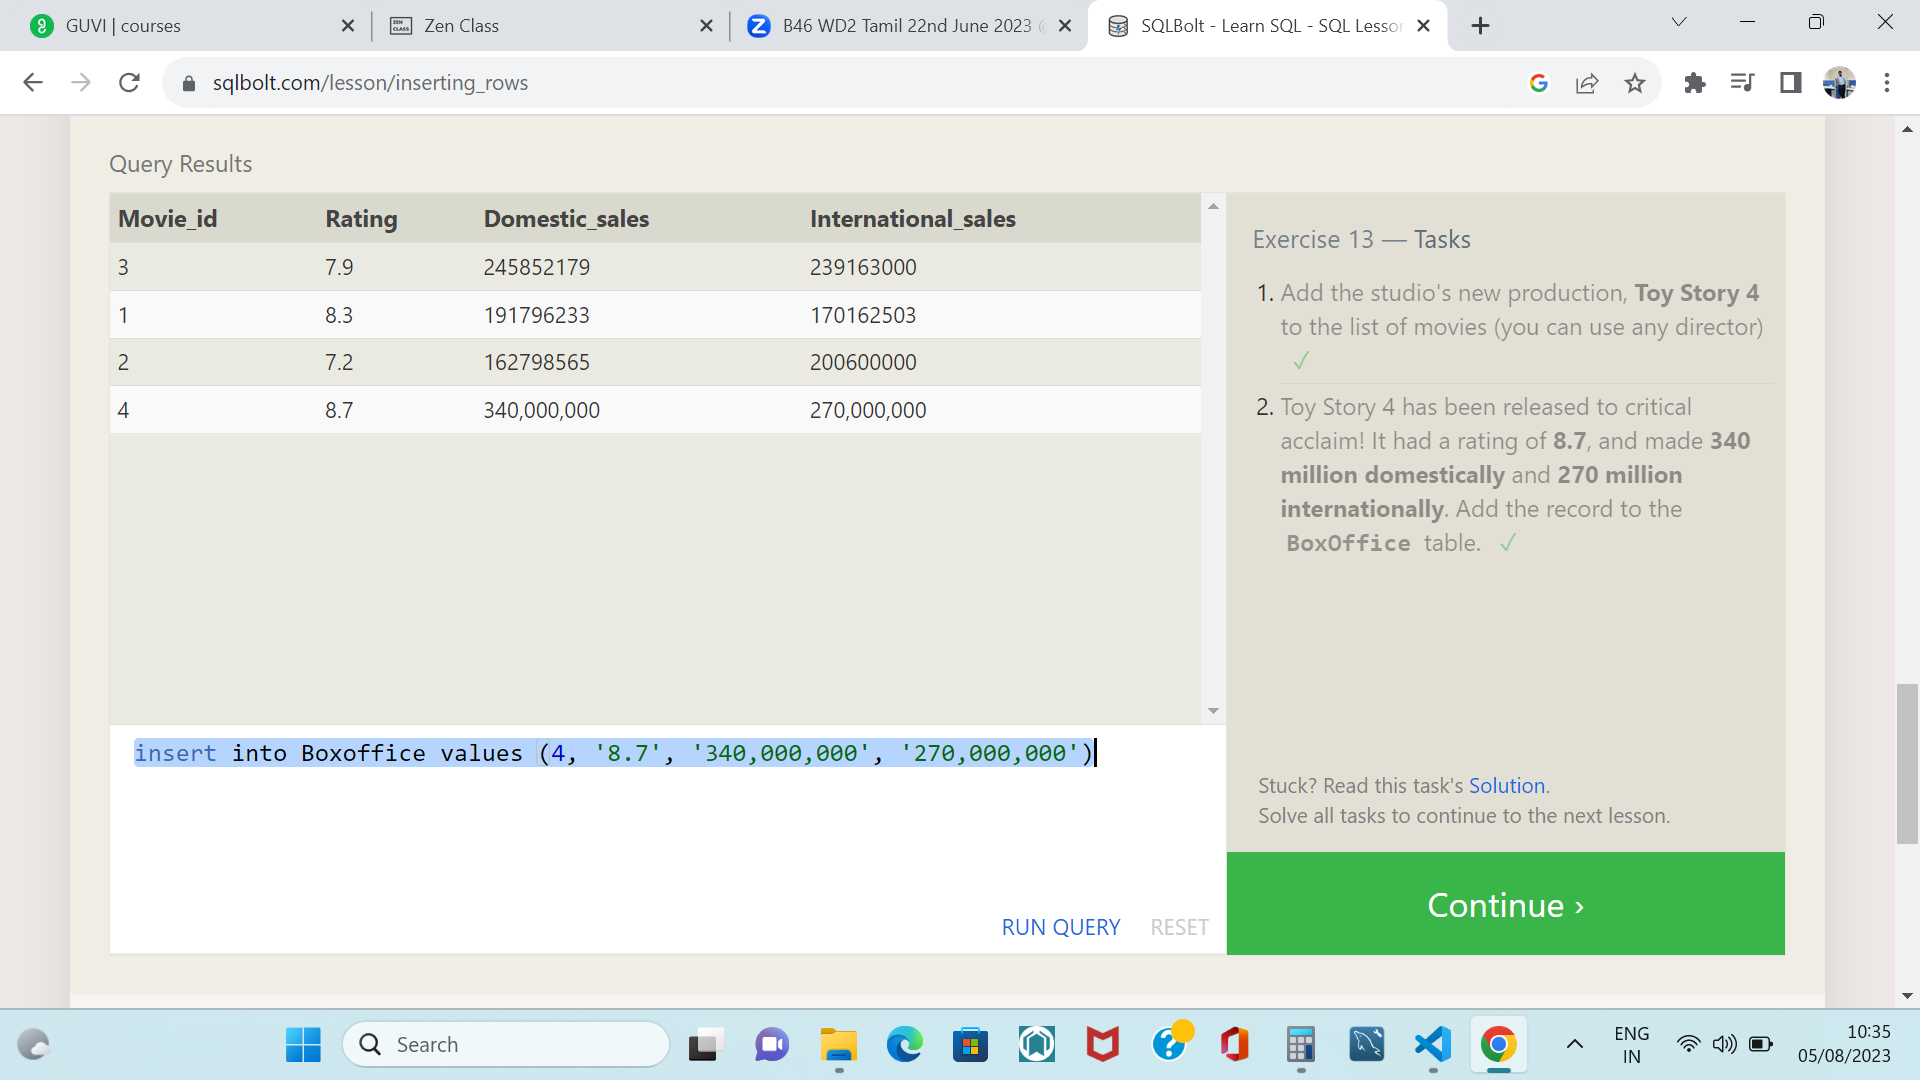 GUVI | courses
Zen Class
B46 WD2 Tamil 22nd June 2023
SQLBolt - Learn SQL - SQL Lesson
sqlbolt.com/lesson/inserting_rows
Query Results
Movie_id Rating Domestic_sales International_sales
3 7.9 245852179 239163000
1 8.3 191796233 170162503
2 7.2 162798565 200600000
4 8.7 340,000,000 270,000,000
insert into Boxoffice values (4, '8.7', '340,000,000', '270,000,000')
RUN QUERY RESET
Exercise 13 — Tasks
1. Add the studio's new production, Toy Story 4
to the list of movies (you can use any director)
✓
2. Toy Story 4 has been released to critical
acclaim! It had a rating of 8.7, and made 340
million domestically and 270 million
internationally. Add the record to the
BoxOffice table. ✓
Stuck? Read this task's Solution.
Solve all tasks to continue to the next lesson.
Continue ›
Search
ENG
IN
10:35
05/08/2023